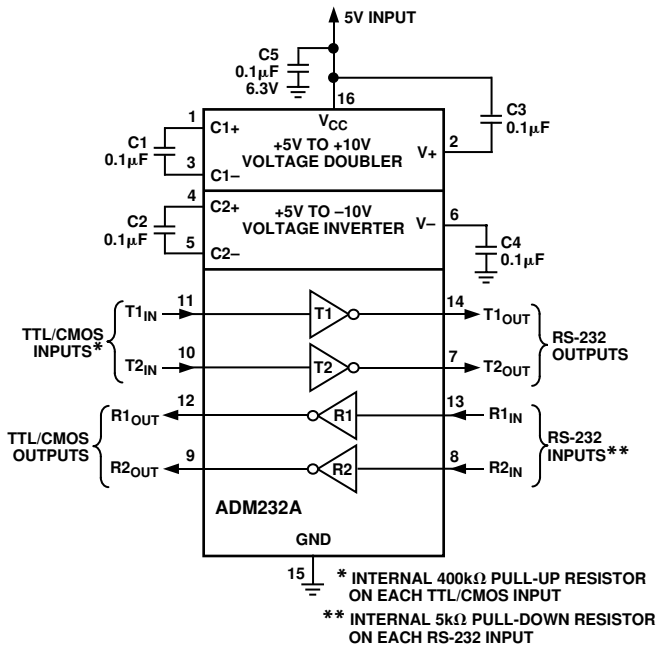 5V INPUT
C5
0.1µF
6.3V
16
C3
0.1µF
1
C1+
VCC
C1
0.1µF
+5V TO +10V
VOLTAGE DOUBLER
V+
2
3
C1–
4
C2+
C2
0.1µF
+5V TO –10V
VOLTAGE INVERTER
V–
6
5
C2–
C4
0.1µF
TTL/CMOS
INPUTS*
T1IN
11
T1
14
T1OUT
RS-232
OUTPUTS
T2IN
10
T2
7
T2OUT
TTL/CMOS
OUTPUTS
R1OUT
12
R1
13
R1IN
RS-232
INPUTS**
R2OUT
9
R2
8
R2IN
ADM232A
GND
15
* INTERNAL 400kΩ PULL-UP RESISTOR
ON EACH TTL/CMOS INPUT
** INTERNAL 5kΩ PULL-DOWN RESISTOR
ON EACH RS-232 INPUT